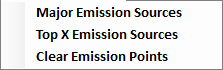 Major Emission Sources
Top X Emission Sources
Clear Emission Points